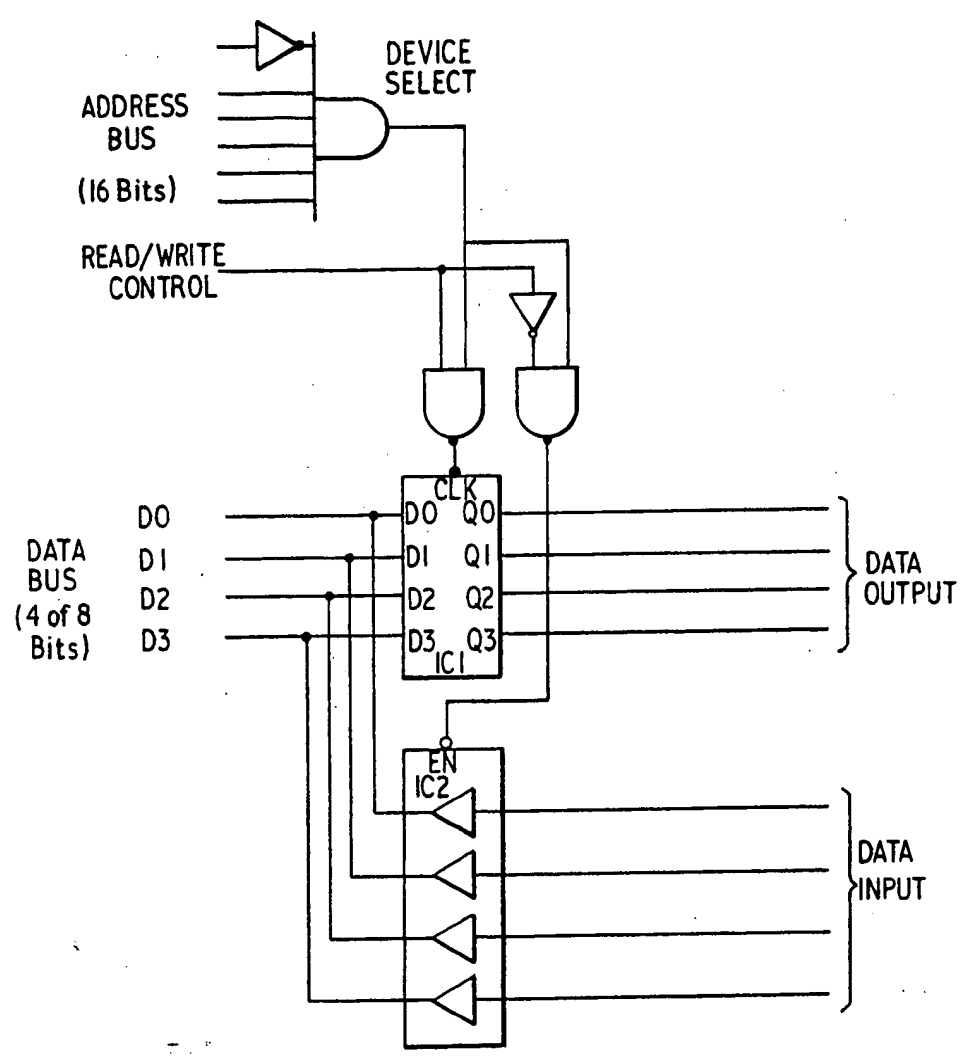 DEVICE
SELECT
ADDRESS
BUS
(16 Bits)
READ/WRITE
CONTROL
CLK
D0
D0
Q0
D1
D1
Q1
D2
D2
Q2
D3
D3
Q3
IC1
DATA
BUS
(4 of 8
Bits)
DATA
OUTPUT
EN
IC2
DATA
INPUT